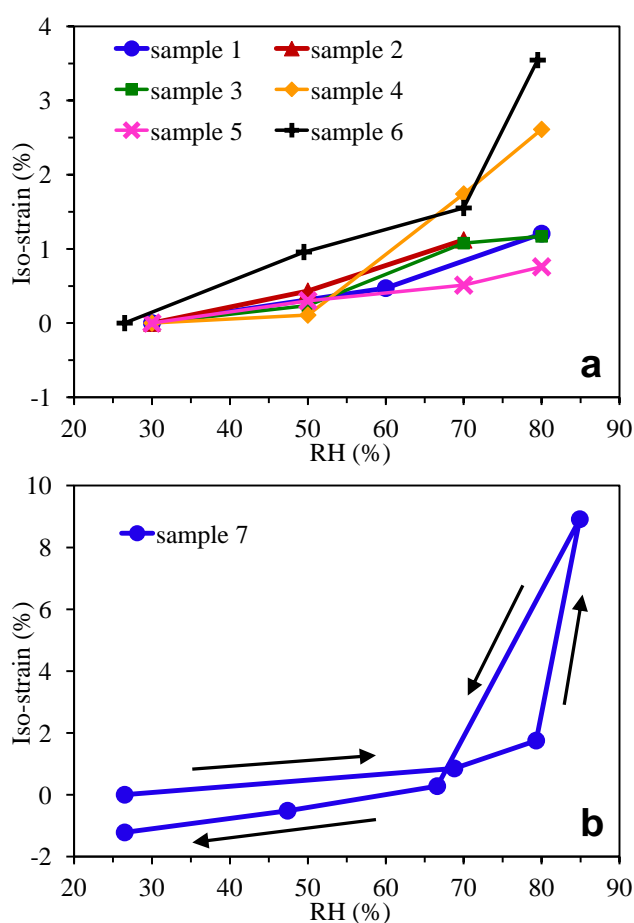 4
3
2
1
0
-1
Iso-strain (%)
sample 1 sample 2
sample 3 sample 4
sample 5 sample 6
a
20 30 40 50 60 70 80 90
RH (%)
10
8
6
4
2
0
-2
Iso-strain (%)
sample 7
b
20 30 40 50 60 70 80 90
RH (%)